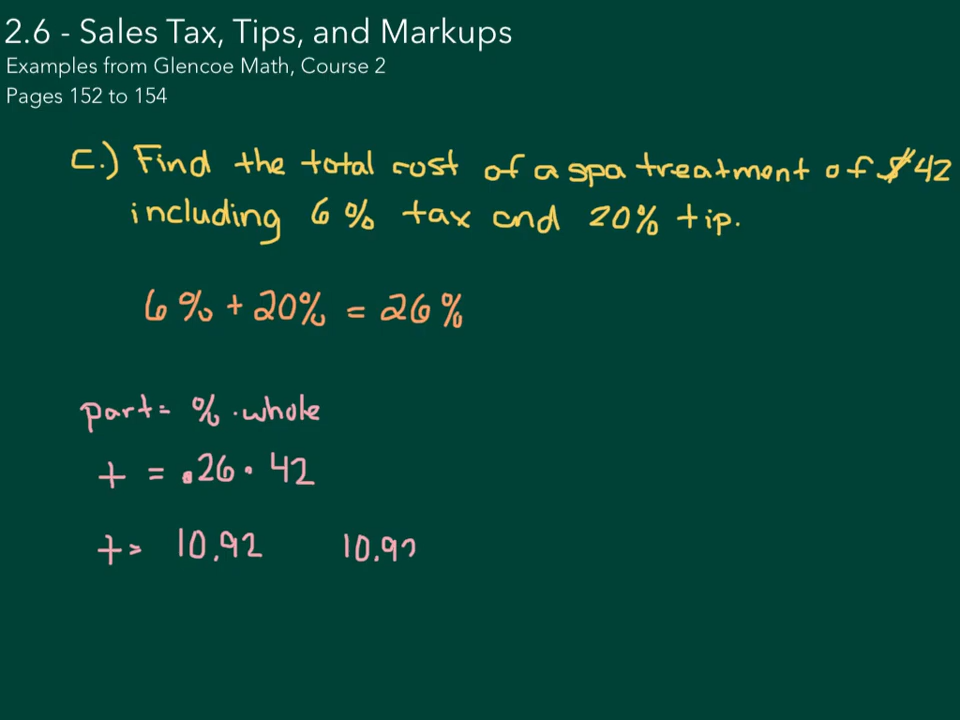 2.6 - Sales Tax, Tips, and Markups
Examples from Glencoe Math, Course 2
Pages 152 to 154
C.) Find the total cost of a spa treatment of $42
including 6% tax and 20% tip.
6% + 20% = 26%
part = % · whole
t = .26 · 42
t = 10.92 10.92